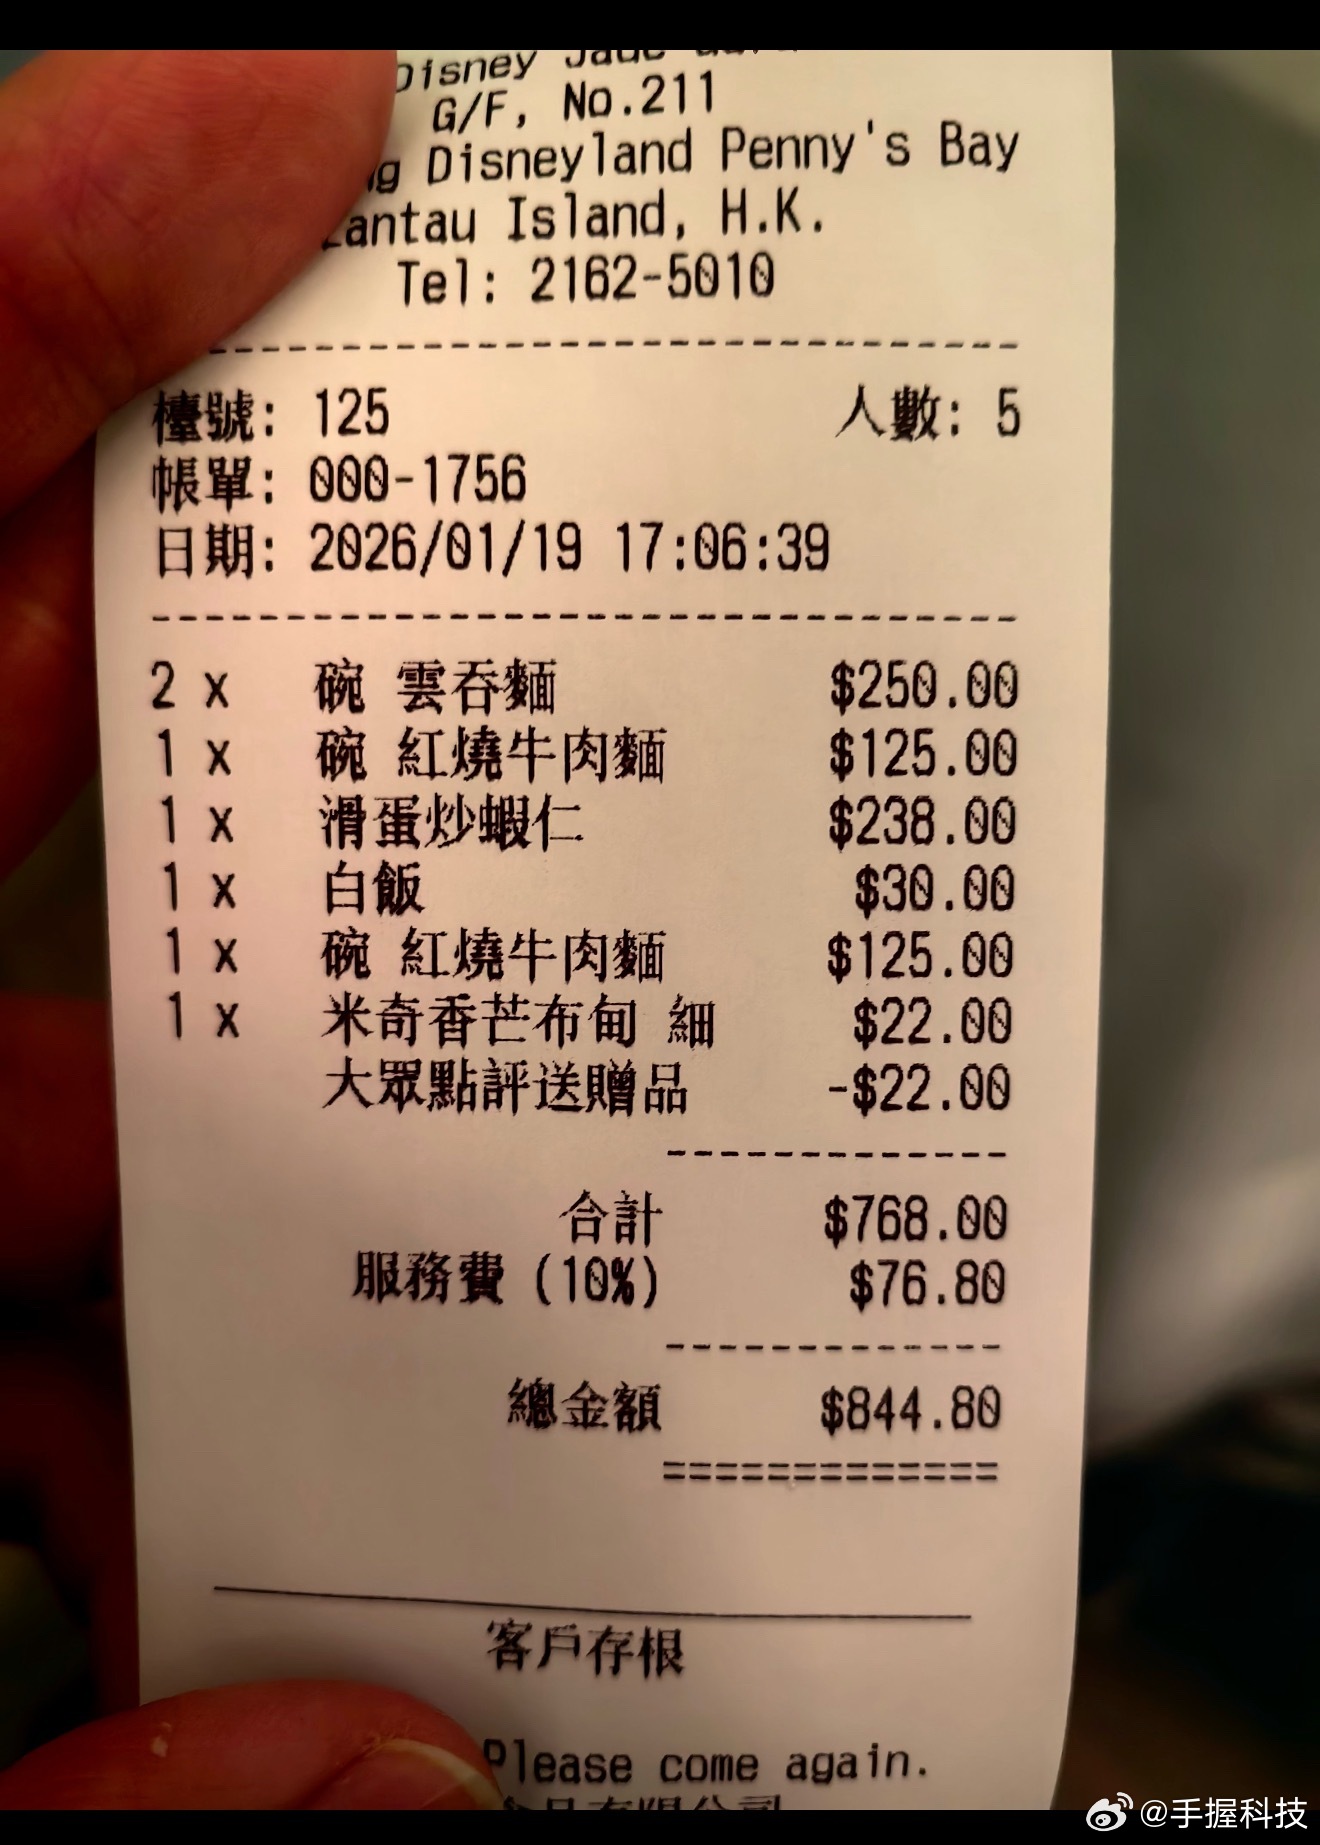 Disney Jade
G/F, No.211
Disneyland Penny's Bay
Lantau Island, H.K.
Tel: 2162-5010
檯號: 125 人數: 5
帳單: 000-1756
日期: 2026/01/19 17:06:39
2 x 碗 雲吞麵 $250.00
1 x 碗 紅燒牛肉麵 $125.00
1 x 滑蛋炒蝦仁 $238.00
1 x 白飯 $30.00
1 x 碗 紅燒牛肉麵 $125.00
1 x 米奇香芒布甸 細 $22.00
大眾點評送贈品 -$22.00
合計 $768.00
服務費 (10%) $76.80
總金額 $844.80
客戶存根
Please come again.
@手握科技